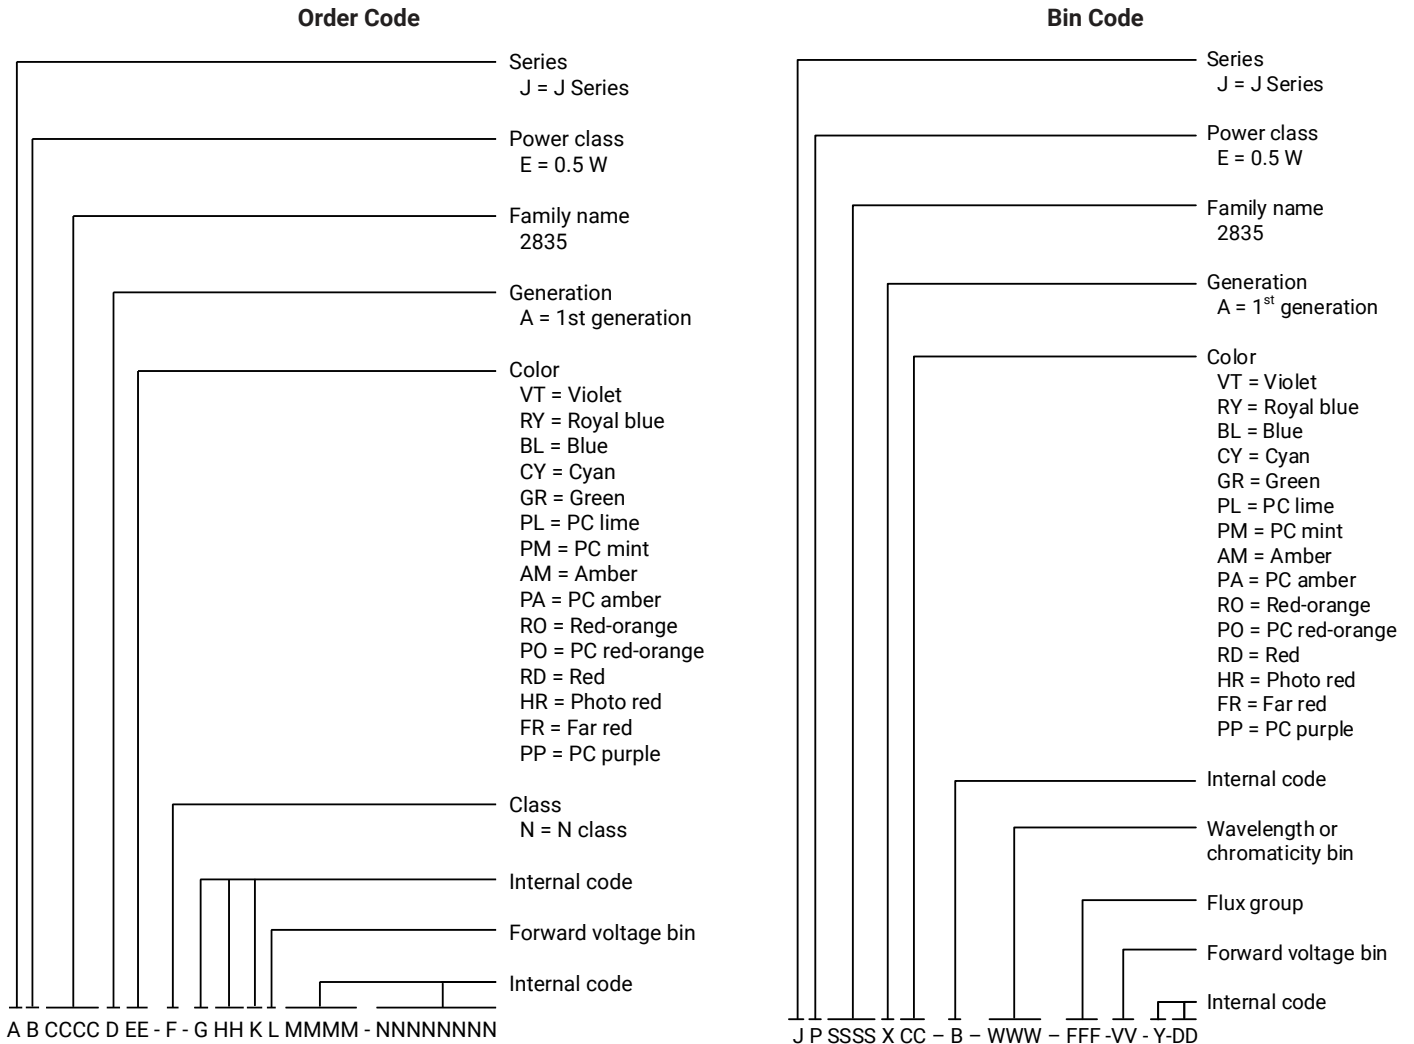 Order Code
Series
J = J Series
Power class
E = 0.5 W
Family name
2835
Generation
A = 1st generation
Color
VT = Violet
RY = Royal blue
BL = Blue
CY = Cyan
GR = Green
PL = PC lime
PM = PC mint
AM = Amber
PA = PC amber
RO = Red-orange
PO = PC red-orange
RD = Red
HR = Photo red
FR = Far red
PP = PC purple
Class
N = N class
Internal code
Forward voltage bin
Internal code
A B CCCC D EE - F - G HH K L MMMM - NNNNNNNN
Bin Code
Series
J = J Series
Power class
E = 0.5 W
Family name
2835
Generation
A = 1st generation
Color
VT = Violet
RY = Royal blue
BL = Blue
CY = Cyan
GR = Green
PL = PC lime
PM = PC mint
AM = Amber
PA = PC amber
RO = Red-orange
PO = PC red-orange
RD = Red
HR = Photo red
FR = Far red
PP = PC purple
Internal code
Wavelength or
chromaticity bin
Flux group
Forward voltage bin
Internal code
J P SSSS X CC – B – WWW – FFF -VV - Y-DD